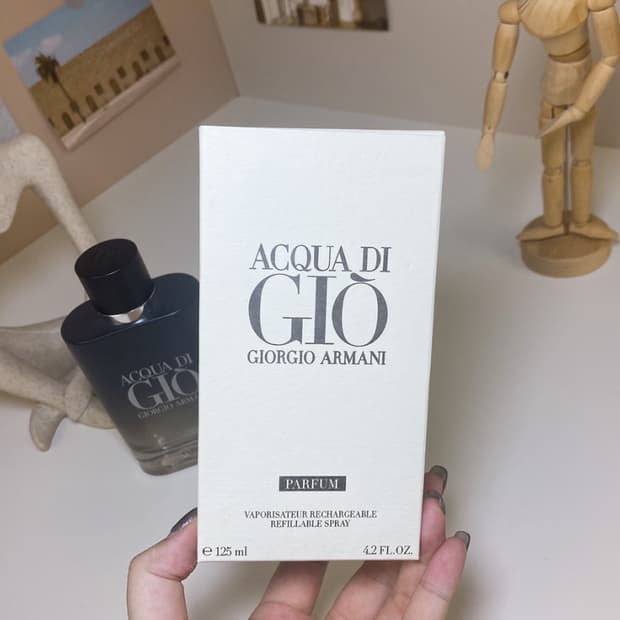 ACQUA DI
GIÒ
GIORGIO ARMANI
PARFUM
VAPORISATEUR RECHARGEABLE
REFILLABLE SPRAY
℮ 125 ml 4.2 FL.OZ.
ACQUA DI
GIÒ
GIORGIO ARMA